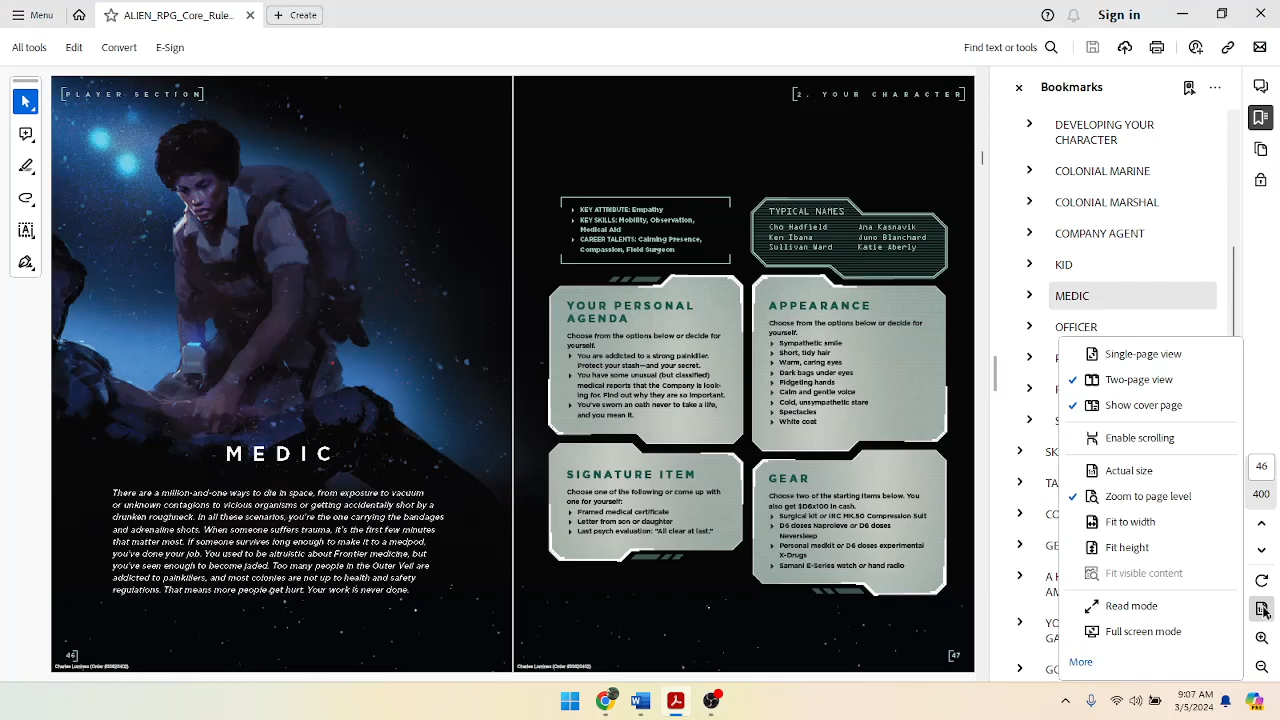 Menu
ALIEN_RPG_Core_Rule...
Create
Sign in
All tools
Edit
Convert
E-Sign
Find text or tools
[PLAYER SECTION]
MEDIC
There are a million-and-one ways to die in space, from exposure to vacuum
or unknown contagions to vicious organisms or getting accidentally shot by a
drunken roughneck. In all these scenarios, you're the one carrying the bandages
and adrenaline shots. When someone suffers trauma, it's the first few minutes
that matter most. If someone survives long enough to make it to a medpod,
you've done your job. You used to be altruistic about Frontier medicine, but
you've seen enough to become jaded. Too many people in the Outer Veil are
addicted to painkillers, and most colonies are not up to health and safety
regulations. That means more people get hurt. Your work is never done.
46]
[2. YOUR CHARACTER]
KEY ATTRIBUTE: Empathy
KEY SKILLS: Mobility, Observation,
Medical Aid
CAREER TALENTS: Calming Presence,
Compassion, Field Surgeon
TYPICAL NAMES
Cho Hadfield
Ken Ibana
Sullivan Ward
Ana Kasnavik
Juno Blanchard
Katie Aberly
YOUR PERSONAL
AGENDA
Choose from the options below or decide for
yourself.
You are addicted to a strong painkiller.
Protect your stash—and your secret.
You have some unusual (but classified)
medical reports that the Company is look-
ing for. Find out why they are so important.
You've sworn an oath never to take a life,
and you mean it.
APPEARANCE
Choose from the options below or decide for
yourself.
Sympathetic smile
Short, tidy hair
Warm, caring eyes
Dark bags under eyes
Fidgeting hands
Calm and gentle voice
Cold, unsympathetic stare
Spectacles
White coat
SIGNATURE ITEM
Choose one of the following or come up with
one for yourself:
Framed medical certificate
Letter from son or daughter
Last psych evaluation: "All clear at last."
GEAR
Choose two of the starting items below. You
also get $D6x100 in cash.
Surgical kit or IRC MK.50 Compression Suit
D6 doses Naproleve or D6 doses
Neversleep
Personal medkit or D6 doses experimental
X-Drugs
Samani E-Series watch or hand radio
[47
Bookmarks
DEVELOPING YOUR
CHARACTER
COLONIAL MARINE
COLONIAL MARSHAL
COMPANY AGENT
KID
MEDIC
OFFICER
Single-page view
Two-page view
Show cover page
Enable scrolling
Actual size
Zoom to page level
Fit to width
Fit height
Fit visible content
Read mode
Full screen mode
More
46
400
9:07 AM
3/5/2024